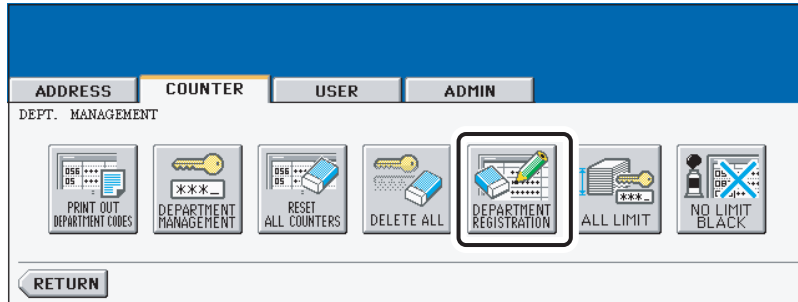 ADDRESS COUNTER USER ADMIN
DEPT. MANAGEMENT
PRINT OUT
DEPARTMENT CODES
DEPARTMENT
MANAGEMENT
RESET
ALL COUNTERS
DELETE ALL
DEPARTMENT
REGISTRATION
ALL LIMIT
NO LIMIT
BLACK
RETURN